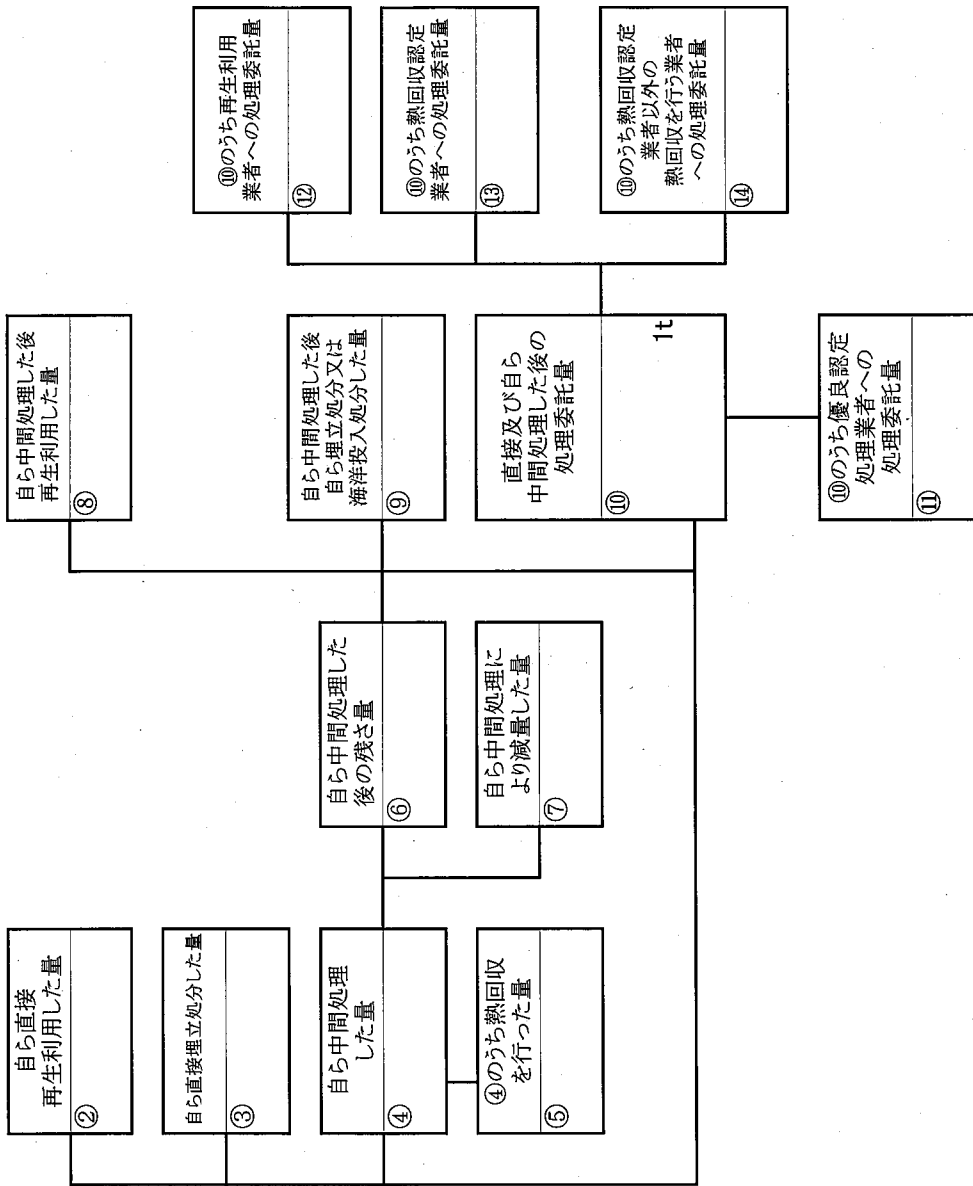 自ら直接
再生利用した量
②
自ら直接埋立処分した量
③
自ら中間処理
した量
④
④のうち熱回収
を行った量
⑤
自ら中間処理した
後の残さ量
⑥
自ら中間処理に
より減量した量
⑦
自ら中間処理した後
再生利用した量
⑧
自ら中間処理した後
自ら埋立処分又は
海洋投入処分した量
⑨
直接及び自ら
中間処理した後の
処理委託量
⑩
1t
⑩のうち優良認定
処理業者への
処理委託量
⑪
⑩のうち再生利用
業者への処理委託量
⑫
⑩のうち熱回収認定
業者への処理委託量
⑬
⑩のうち熱回収認定
業者以外の
熱回収を行う業者
への処理委託量
⑭